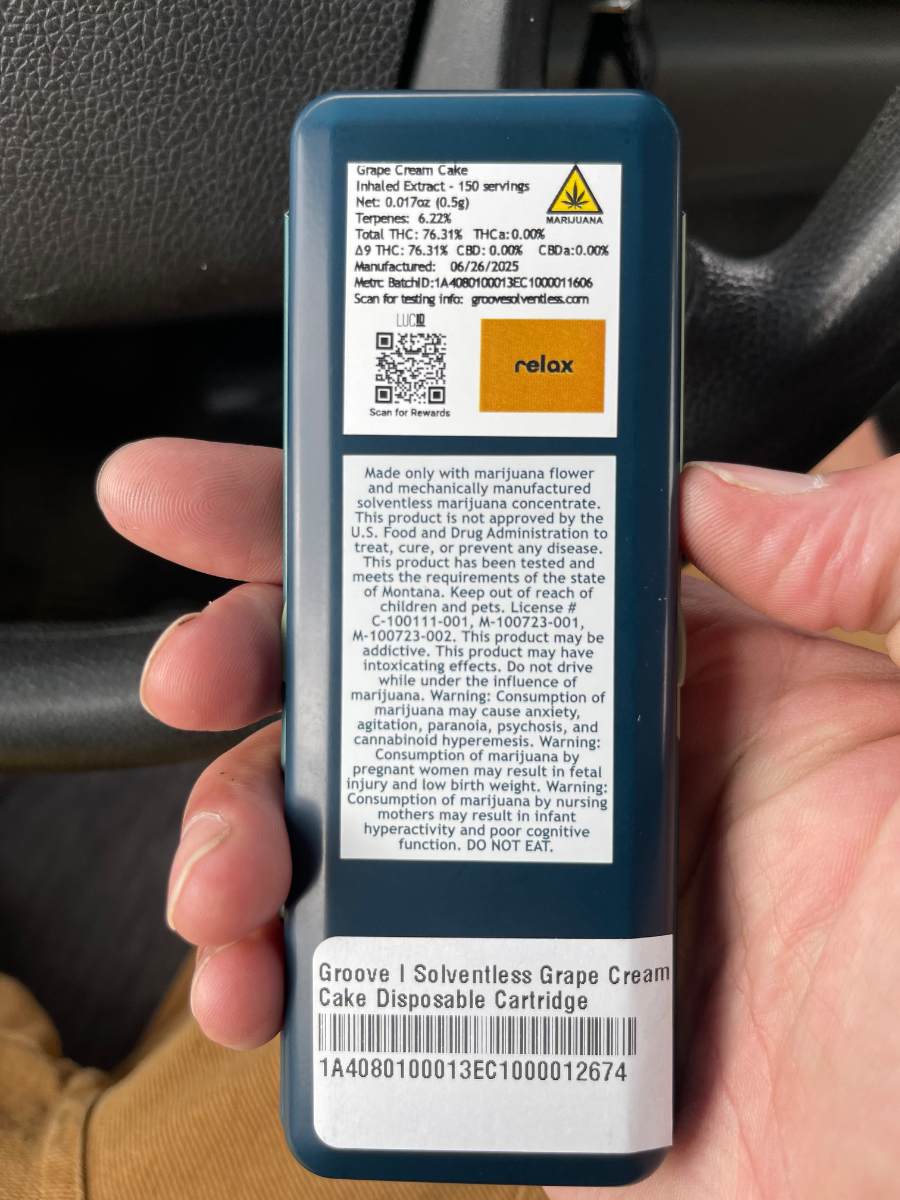 Grape Cream Cake
Inhaled Extract - 150 servings
Net: 0.017oz (0.5g)
Terpenes: 6.22%
Total THC: 76.31% THCa:0.00%
Δ9 THC: 76.31% CBD: 0.00% CBDa:0.00%
Manufactured: 06/26/2025
Metrc BatchID:1A4080100013EC1000011606
Scan for testing info: groovesolventless.com
MARIJUANA
LUCID
Scan for Rewards
relax
Made only with marijuana flower
and mechanically manufactured
solventless marijuana concentrate.
This product is not approved by the
U.S. Food and Drug Administration to
treat, cure, or prevent any disease.
This product has been tested and
meets the requirements of the state
of Montana. Keep out of reach of
children and pets. License #
C-100111-001, M-100723-001,
M-100723-002. This product may be
addictive. This product may have
intoxicating effects. Do not drive
while under the influence of
marijuana. Warning: Consumption of
marijuana may cause anxiety,
agitation, paranoia, psychosis, and
cannabinoid hyperemesis. Warning:
Consumption of marijuana by
pregnant women may result in fetal
injury and low birth weight. Warning:
Consumption of marijuana by nursing
mothers may result in infant
hyperactivity and poor cognitive
function. DO NOT EAT.
Groove | Solventless Grape Cream
Cake Disposable Cartridge
1A4080100013EC1000012674